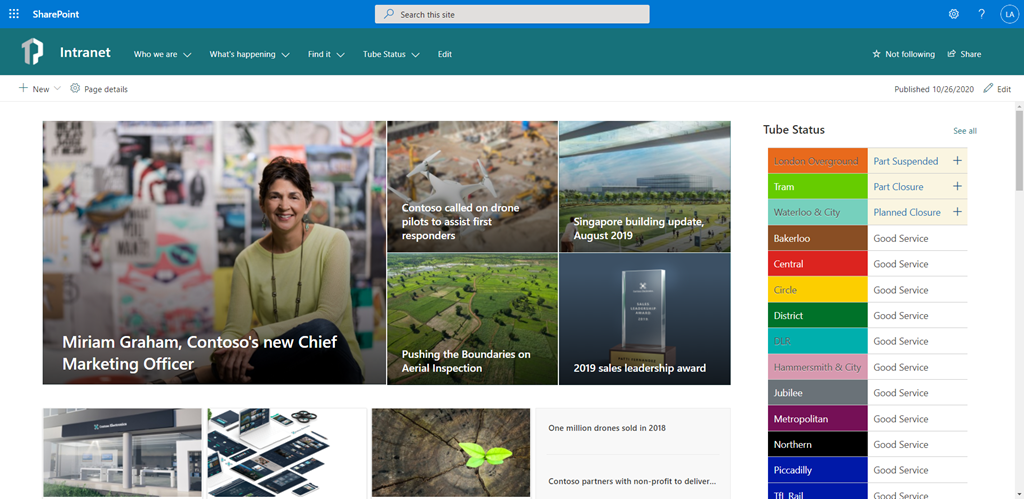 SharePoint
Search this site
LA
Intranet
Who we are
What's happening
Find it
Tube Status
Edit
Not following
Share
New
Page details
Published 10/26/2020
Edit
Miriam Graham, Contoso's new Chief
Marketing Officer
Contoso called on drone
pilots to assist first
responders
Singapore building update,
August 2019
Pushing the Boundaries on
Aerial Inspection
SALES
LEADERSHIP
AWARD
2019
2019 sales leadership award
One million drones sold in 2018
Contoso partners with non-profit to deliver...
Tube Status
See all
London Overground Part Suspended
Tram Part Closure
Waterloo & City Planned Closure
Bakerloo Good Service
Central Good Service
Circle Good Service
District Good Service
DLR Good Service
Hammersmith & City Good Service
Jubilee Good Service
Metropolitan Good Service
Northern Good Service
Piccadilly Good Service
TfL Rail Good Service